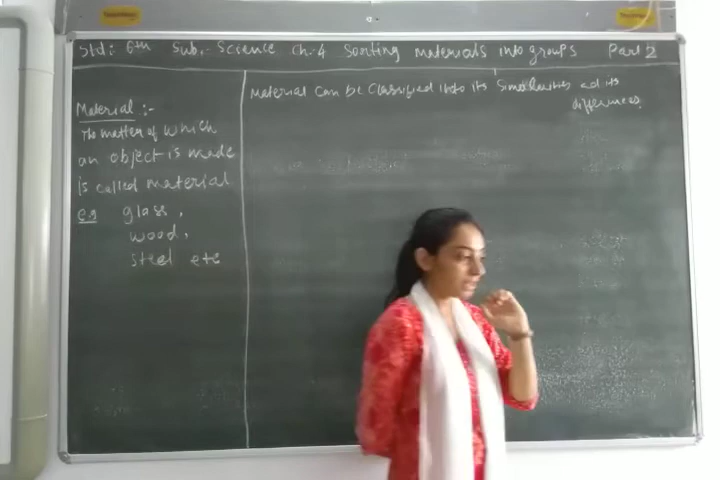 Std: 6th Sub.- Science Ch-4 Sorting materials into groups Part 2
Material :-
The matter of which
an object is made
is called material
eg glass,
wood,
steel etc
Material Can be Classified into its Similarities ad its
differences.